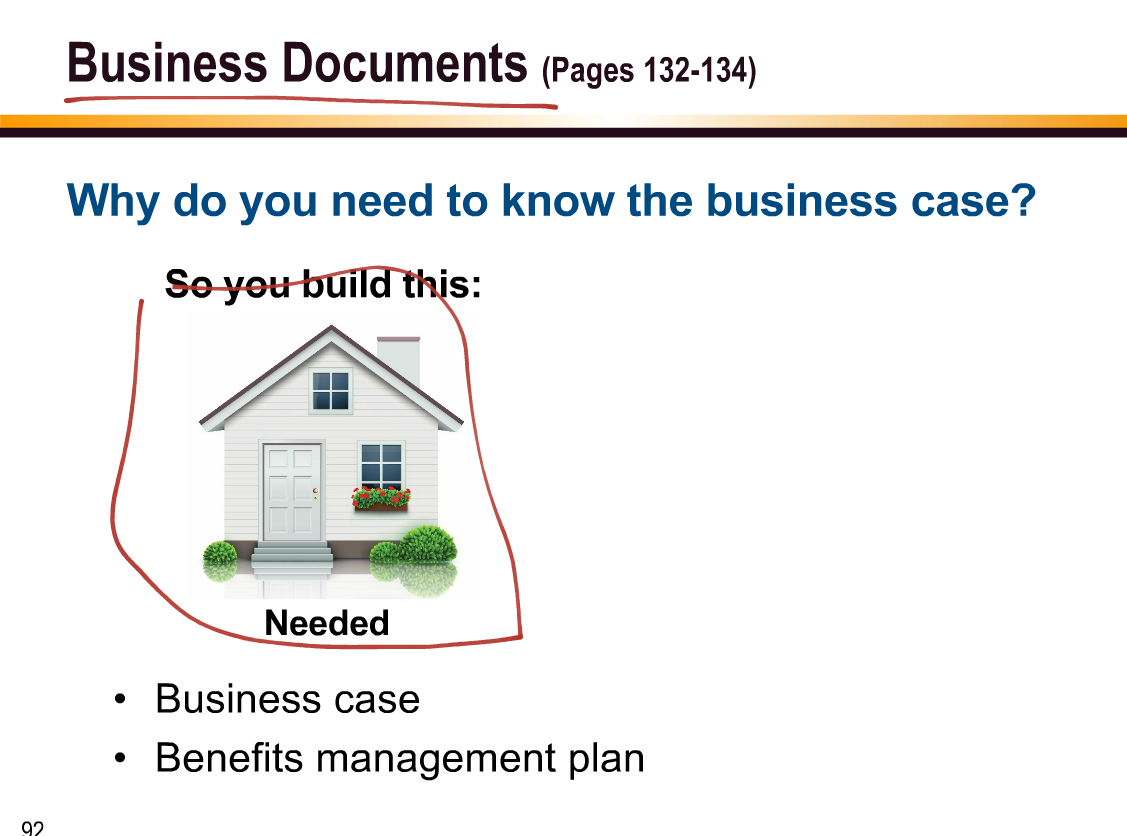 Business Documents (Pages 132-134)
Why do you need to know the business case?
So you build this:
Needed
• Business case
• Benefits management plan
92